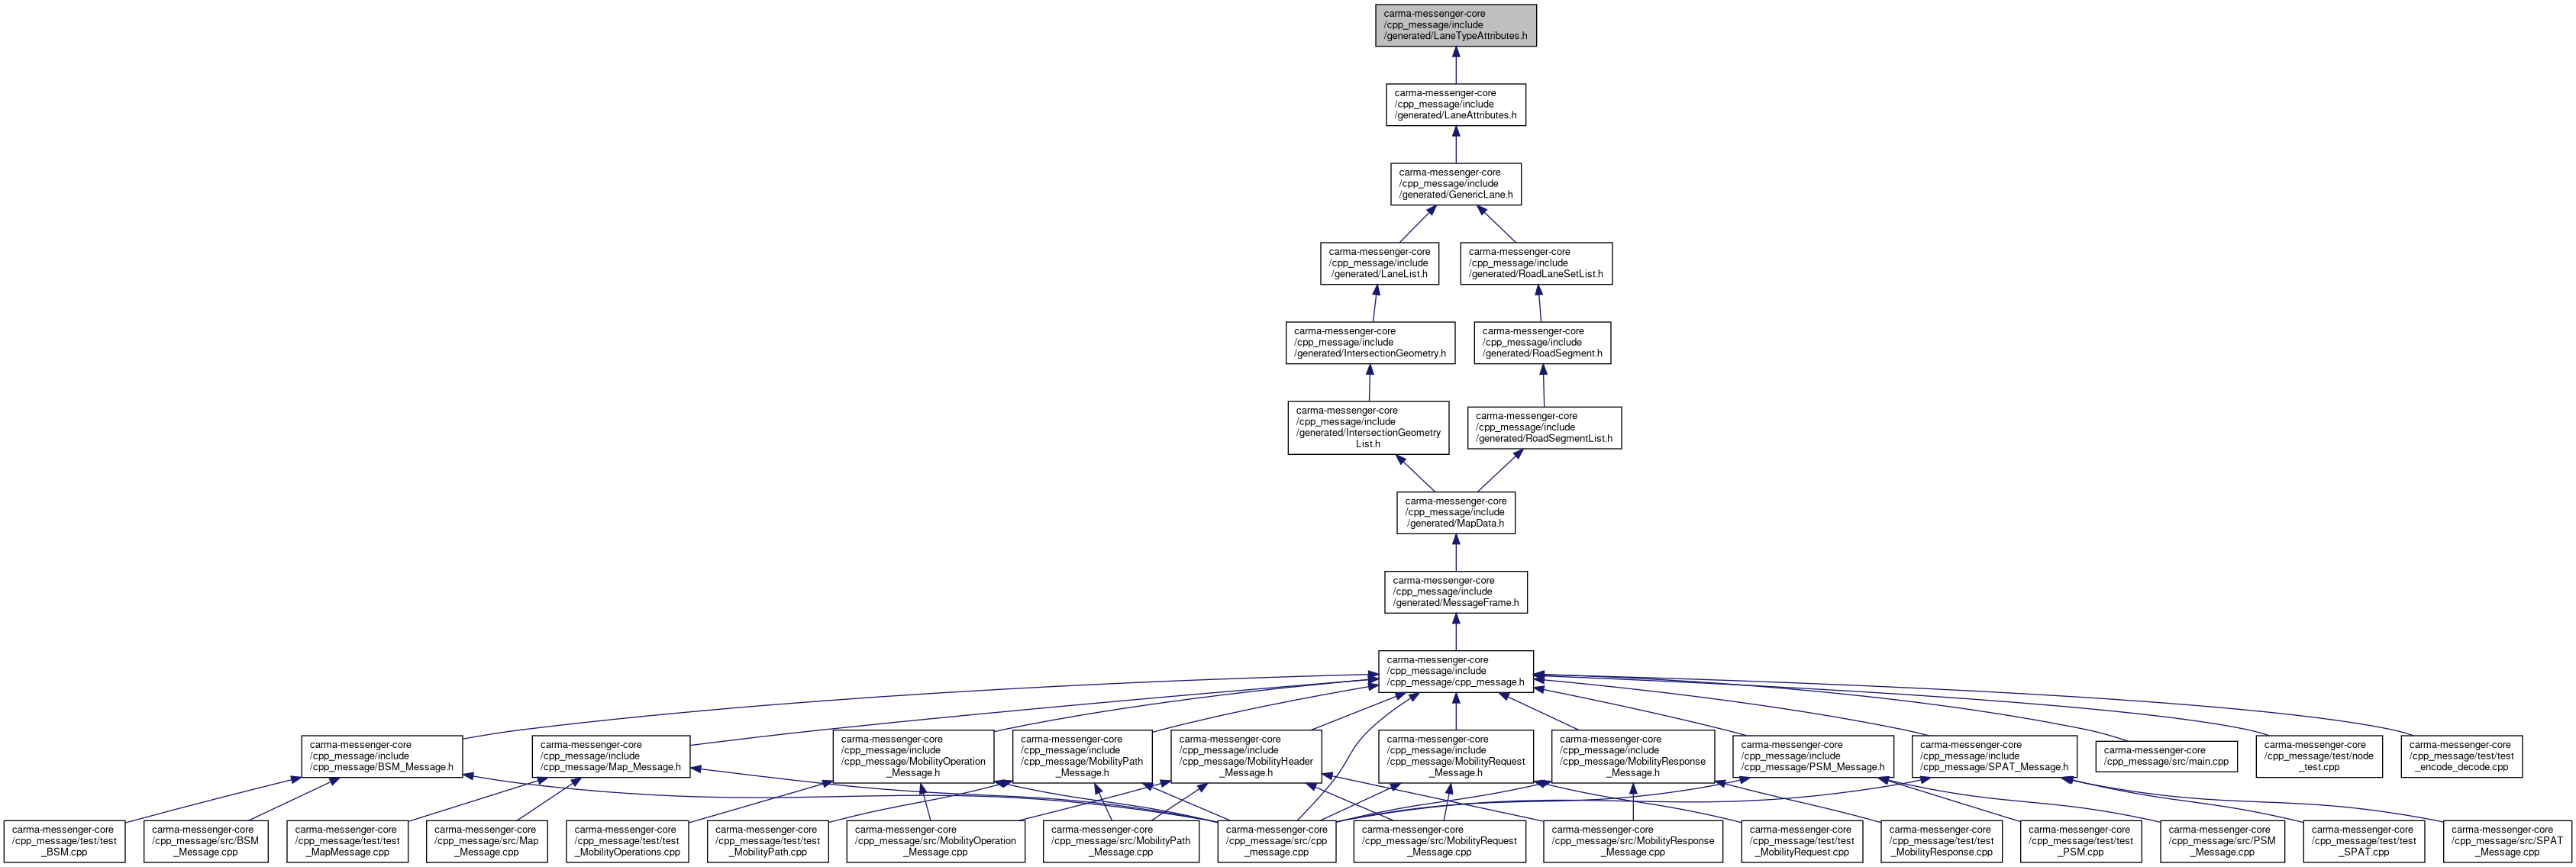 carma-messenger-core
/cpp_message/include
/generated/LaneTypeAttributes.h
carma-messenger-core
/cpp_message/include
/generated/LaneAttributes.h
carma-messenger-core
/cpp_message/include
/generated/GenericLane.h
carma-messenger-core
/cpp_message/include
/generated/LaneList.h
carma-messenger-core
/cpp_message/include
/generated/RoadLaneSetList.h
carma-messenger-core
/cpp_message/include
/generated/IntersectionGeometry.h
carma-messenger-core
/cpp_message/include
/generated/RoadSegment.h
carma-messenger-core
/cpp_message/include
/generated/IntersectionGeometry
List.h
carma-messenger-core
/cpp_message/include
/generated/RoadSegmentList.h
carma-messenger-core
/cpp_message/include
/generated/MapData.h
carma-messenger-core
/cpp_message/include
/generated/MessageFrame.h
carma-messenger-core
/cpp_message/include
/cpp_message/cpp_message.h
carma-messenger-core
/cpp_message/include
/cpp_message/BSM_Message.h
carma-messenger-core
/cpp_message/include
/cpp_message/Map_Message.h
carma-messenger-core
/cpp_message/include
/cpp_message/MobilityOperation
_Message.h
carma-messenger-core
/cpp_message/include
/cpp_message/MobilityPath
_Message.h
carma-messenger-core
/cpp_message/include
/cpp_message/MobilityHeader
_Message.h
carma-messenger-core
/cpp_message/include
/cpp_message/MobilityRequest
_Message.h
carma-messenger-core
/cpp_message/include
/cpp_message/MobilityResponse
_Message.h
carma-messenger-core
/cpp_message/include
/cpp_message/PSM_Message.h
carma-messenger-core
/cpp_message/include
/cpp_message/SPAT_Message.h
carma-messenger-core
/cpp_message/src/main.cpp
carma-messenger-core
/cpp_message/test/node
_test.cpp
carma-messenger-core
/cpp_message/test/test
_encode_decode.cpp
carma-messenger-core
/cpp_message/test/test
_BSM.cpp
carma-messenger-core
/cpp_message/src/BSM
_Message.cpp
carma-messenger-core
/cpp_message/test/test
_MapMessage.cpp
carma-messenger-core
/cpp_message/src/Map
_Message.cpp
carma-messenger-core
/cpp_message/test/test
_MobilityOperations.cpp
carma-messenger-core
/cpp_message/test/test
_MobilityPath.cpp
carma-messenger-core
/cpp_message/src/MobilityOperation
_Message.cpp
carma-messenger-core
/cpp_message/src/MobilityPath
_Message.cpp
carma-messenger-core
/cpp_message/src/cpp
_message.cpp
carma-messenger-core
/cpp_message/src/MobilityRequest
_Message.cpp
carma-messenger-core
/cpp_message/src/MobilityResponse
_Message.cpp
carma-messenger-core
/cpp_message/test/test
_MobilityRequest.cpp
carma-messenger-core
/cpp_message/test/test
_MobilityResponse.cpp
carma-messenger-core
/cpp_message/test/test
_PSM.cpp
carma-messenger-core
/cpp_message/src/PSM
_Message.cpp
carma-messenger-core
/cpp_message/test/test
_SPAT.cpp
carma-messenger-core
/cpp_message/src/SPAT
_Message.cpp